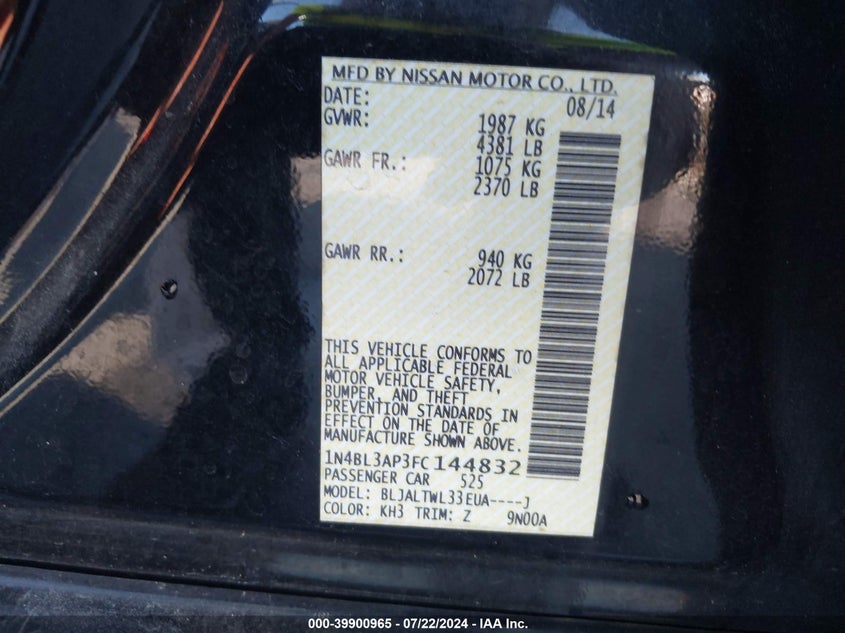 MFD BY NISSAN MOTOR CO., LTD.
DATE: 08/14
GVWR: 1987 KG
4381 LB
GAWR FR.: 1075 KG
2370 LB
GAWR RR.: 940 KG
2072 LB
THIS VEHICLE CONFORMS TO
ALL APPLICABLE FEDERAL
MOTOR VEHICLE SAFETY,
BUMPER, AND THEFT
PREVENTION STANDARDS IN
EFFECT ON THE DATE OF
MANUFACTURE SHOWN ABOVE.
1N4BL3AP3FC144832
PASSENGER CAR 525
MODEL: BLJALTWL33EUA----J
COLOR: KH3 TRIM: Z 9N00A
000-39900965 - 07/22/2024 - IAA Inc.